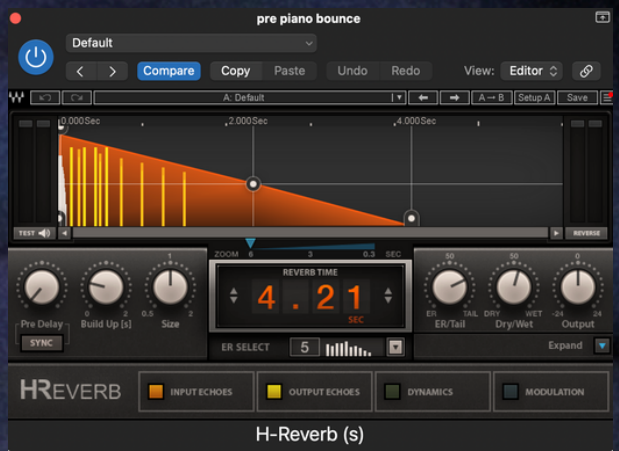 pre piano bounce
Default
Compare Copy Paste Undo Redo View: Editor
A: Default A→B Setup A Save
0.000Sec 2.000Sec 4.000Sec
TEST REVERSE
ZOOM 6 3 0.3 SEC
REVERB TIME
4.21
SEC
1 50 50 0
0 2 0.5 2 ER TAIL DRY WET -24 24
Pre Delay Build Up [s] Size ER/Tail Dry/Wet Output
SYNC
ER SELECT 5 Expand
HREVERB INPUT ECHOES OUTPUT ECHOES DYNAMICS MODULATION
H-Reverb (s)